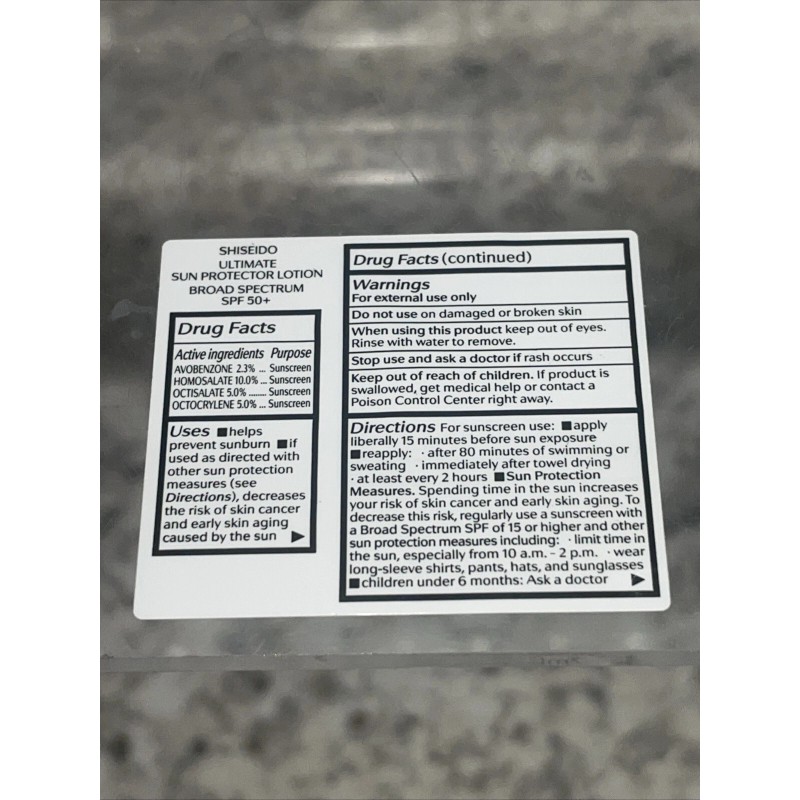 SHISEIDO
ULTIMATE
SUN PROTECTOR LOTION
BROAD SPECTRUM
SPF 50+
Drug Facts
Active ingredients Purpose
AVOBENZONE 2.3% ... Sunscreen
HOMOSALATE 10.0% ... Sunscreen
OCTISALATE 5.0% ........ Sunscreen
OCTOCRYLENE 5.0% ... Sunscreen
Uses ■helps
prevent sunburn ■if
used as directed with
other sun protection
measures (see
Directions), decreases
the risk of skin cancer
and early skin aging
caused by the sun ▶
Drug Facts (continued)
Warnings
For external use only
Do not use on damaged or broken skin
When using this product keep out of eyes.
Rinse with water to remove.
Stop use and ask a doctor if rash occurs
Keep out of reach of children. If product is
swallowed, get medical help or contact a
Poison Control Center right away.
Directions For sunscreen use: ■apply
liberally 15 minutes before sun exposure
■reapply: · after 80 minutes of swimming or
sweating · immediately after towel drying
· at least every 2 hours ■Sun Protection
Measures. Spending time in the sun increases
your risk of skin cancer and early skin aging. To
decrease this risk, regularly use a sunscreen with
a Broad Spectrum SPF of 15 or higher and other
sun protection measures including: · limit time in
the sun, especially from 10 a.m. - 2 p.m. · wear
long-sleeve shirts, pants, hats, and sunglasses
■children under 6 months: Ask a doctor ▶